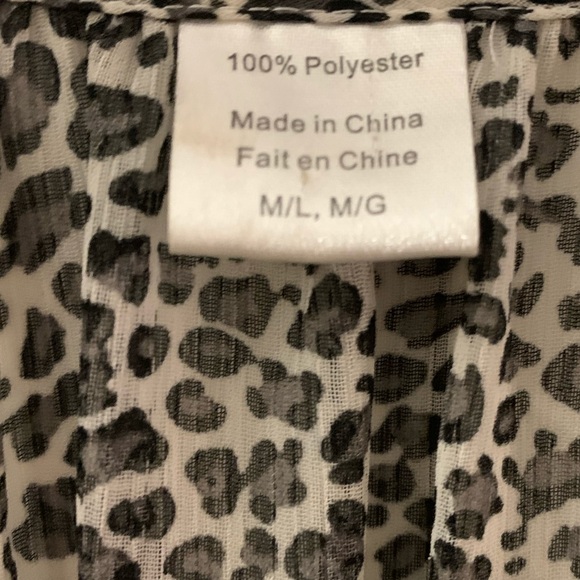 100% Polyester
Made in China
Fait en Chine
M/L, M/G